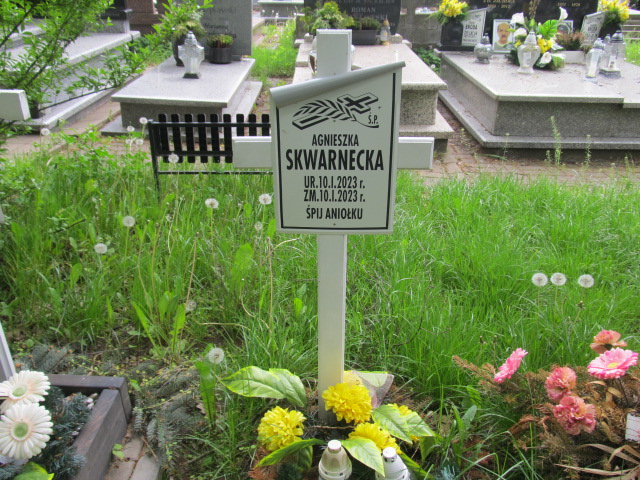 Ś.P.
AGNIESZKA
SKWARNECKA
UR.10.I.2023 r.
ZM.10.I.2023 r.
ŚPIJ ANIOŁKU